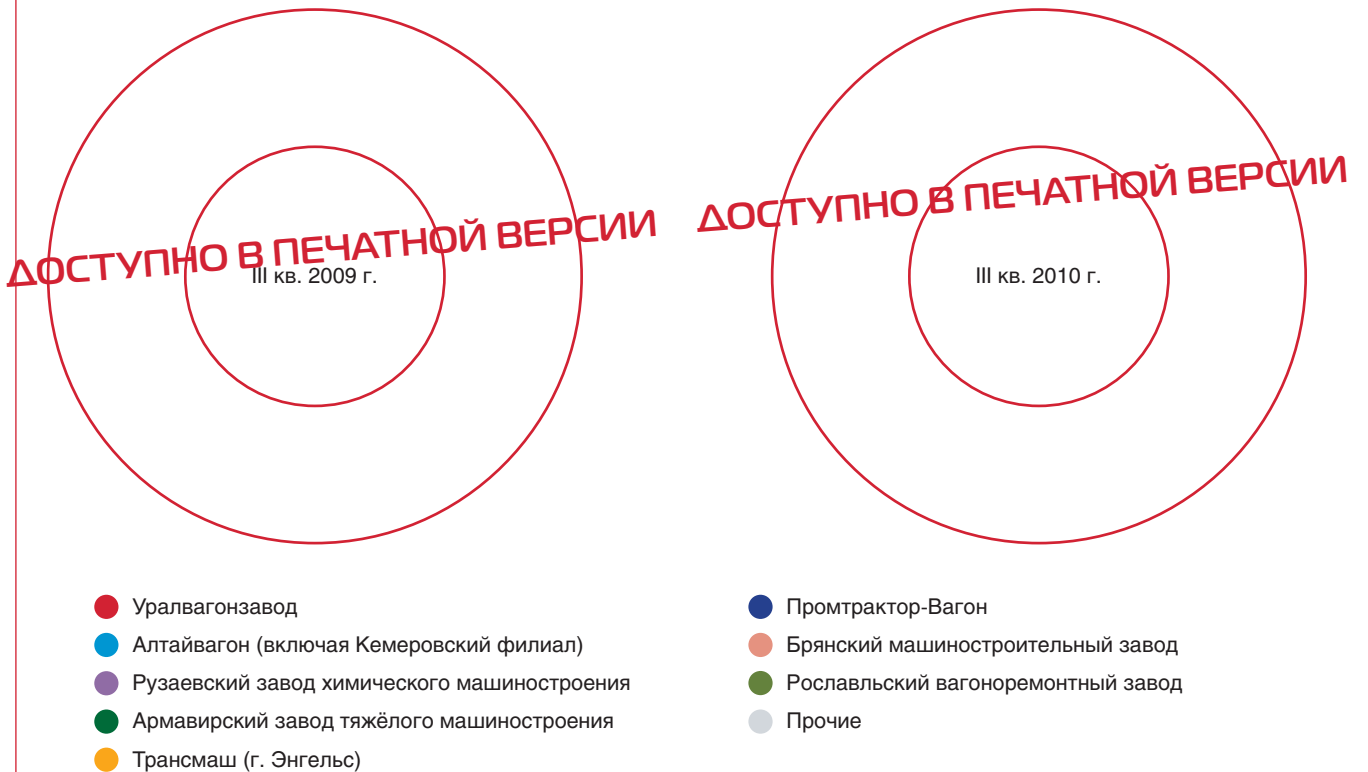 ДОСТУПНО В ПЕЧАТНОЙ ВЕРСИИ
III кв. 2009 г.
ДОСТУПНО В ПЕЧАТНОЙ ВЕРСИИ
III кв. 2010 г.
Уралвагонзавод
Алтайвагон (включая Кемеровский филиал)
Рузаевский завод химического машиностроения
Армавирский завод тяжёлого машиностроения
Трансмаш (г. Энгельс)
Промтрактор-Вагон
Брянский машиностроительный завод
Рославльский вагоноремонтный завод
Прочие